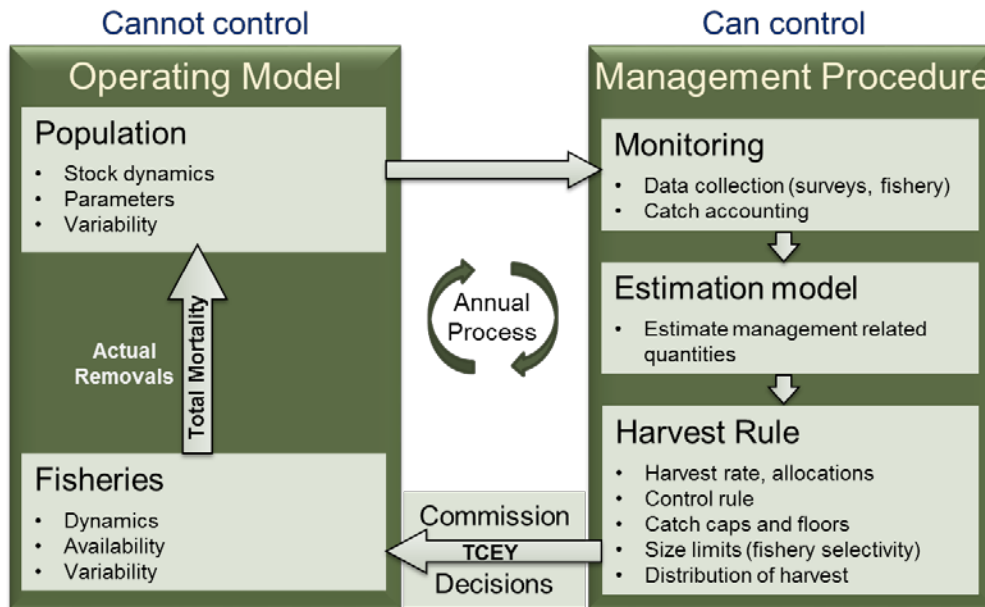 Cannot control
Operating Model
Population
• Stock dynamics
• Parameters
• Variability
Actual
Removals
Total Mortality
Fisheries
• Dynamics
• Availability
• Variability
Annual
Process
Commission
TCEY
Decisions
Can control
Management Procedure
Monitoring
• Data collection (surveys, fishery)
• Catch accounting
Estimation model
• Estimate management related
quantities
Harvest Rule
• Harvest rate, allocations
• Control rule
• Catch caps and floors
• Size limits (fishery selectivity)
• Distribution of harvest